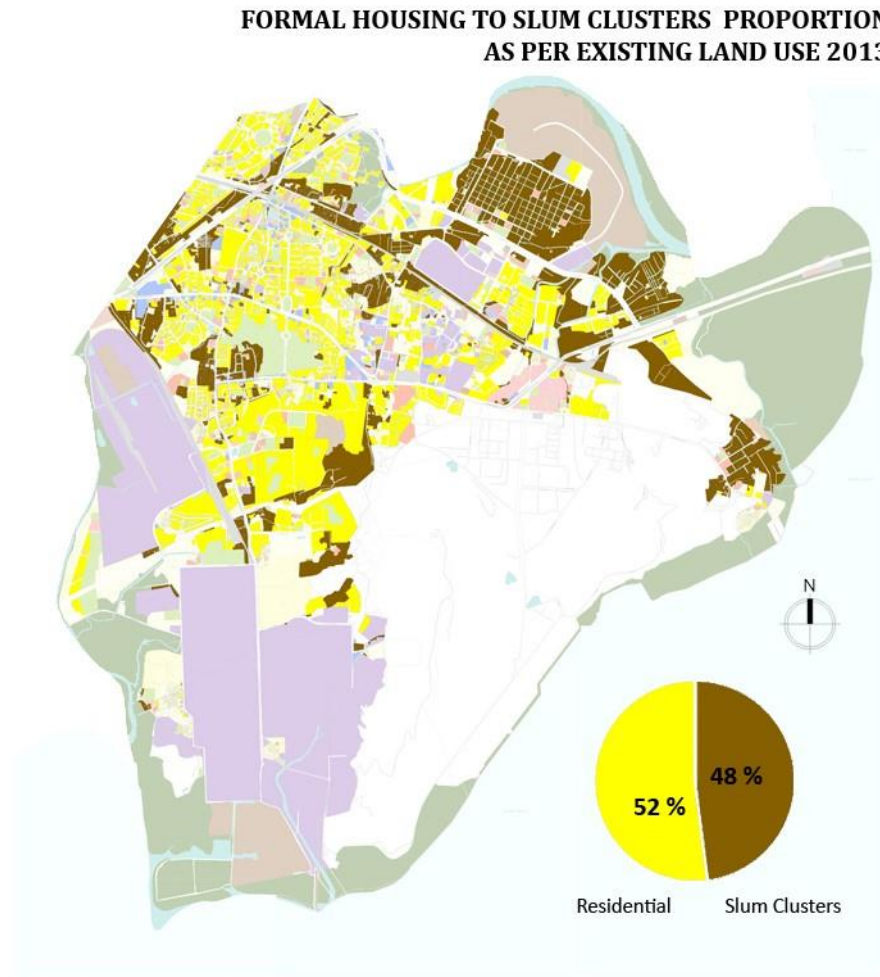 FORMAL HOUSING TO SLUM CLUSTERS PROPORTION
AS PER EXISTING LAND USE 2013
N
48 %
52 %
Residential
Slum Clusters